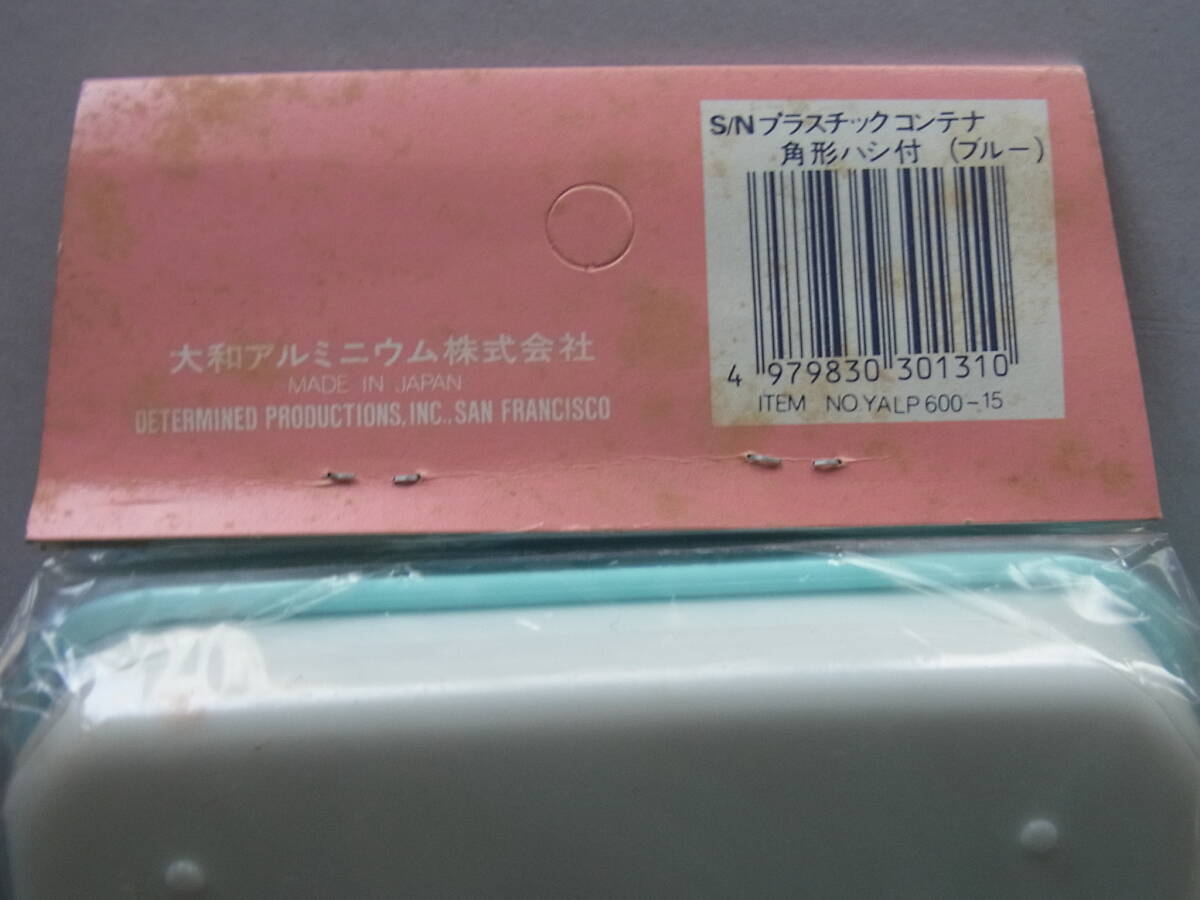 S/Nプラスチックコンテナ
角形ハシ付 (ブルー)
4 979830 301310
ITEM NO.YALP600-15
大和アルミニウム株式会社
MADE IN JAPAN
DETERMINED PRODUCTIONS, INC., SAN FRANCISCO